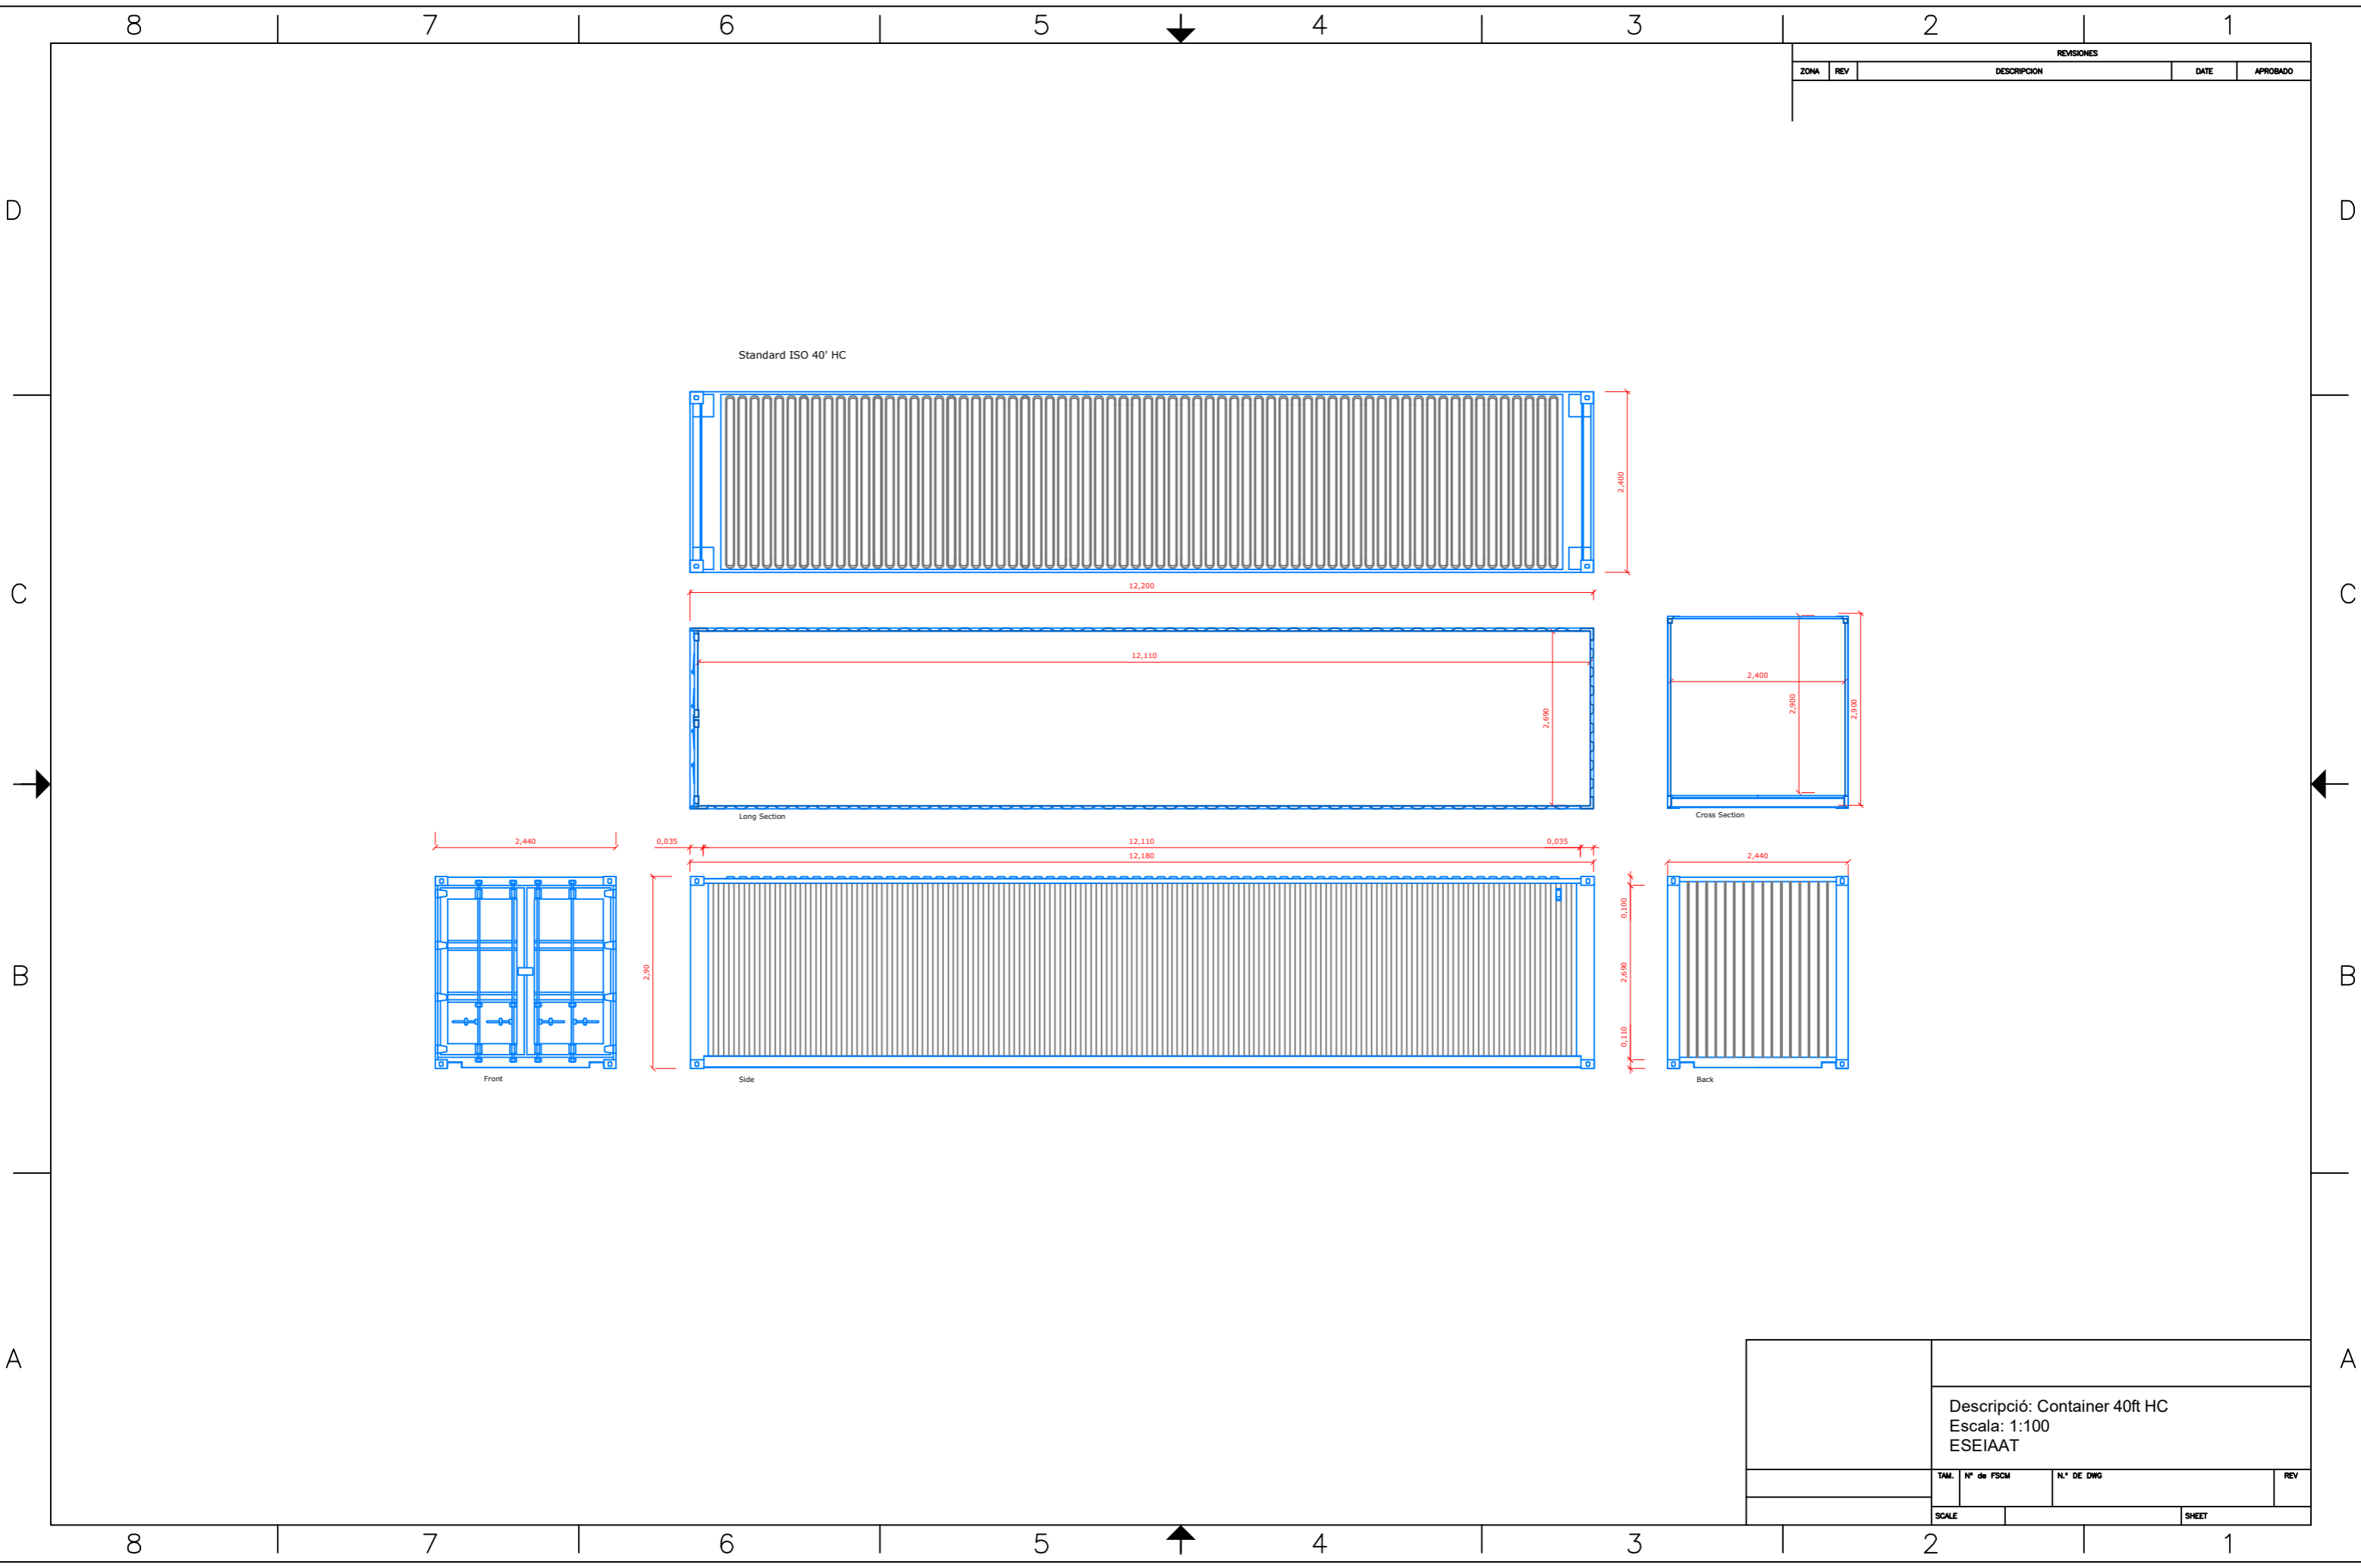 8 7 6 5 4 3 2 1
REVISIONES
ZONA REV DESCRIPCION DATE APROBADO
D D
Standard ISO 40' HC
2,400
12,200
C C
12,110
2,690
2,400
2,900
2,900
Long Section
Cross Section
2,440
0,035
12,110
0,035
12,180
2,440
2,90
0,100
2,690
0,110
B B
Front
Side
Back
A A
Descripció: Container 40ft HC
Escala: 1:100
ESEIAAT
TAM. Nº de FSCM N.º DE DWG REV
SCALE SHEET
8 7 6 5 4 3 2 1